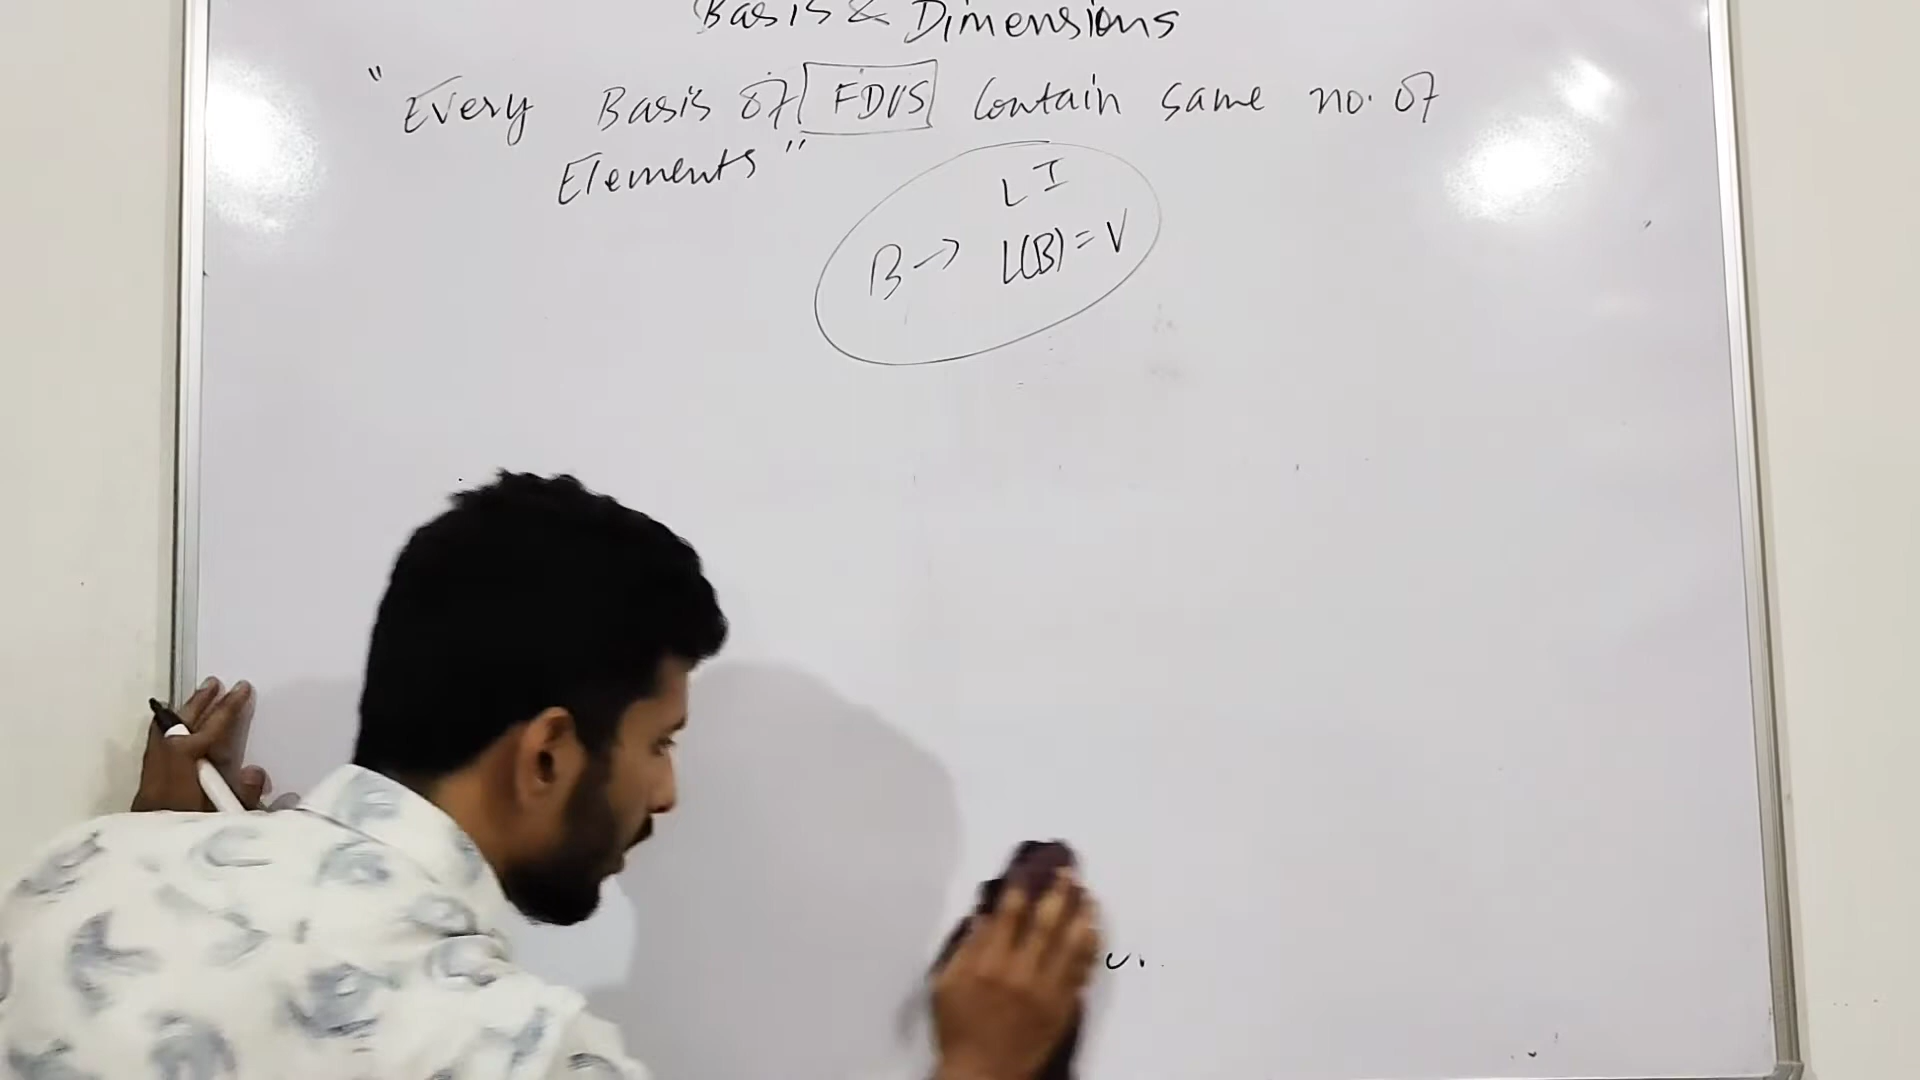 Basis & Dimensions
"Every Basis of FDVS Contain same no. of
Elements"
LI
B → L(B) = V